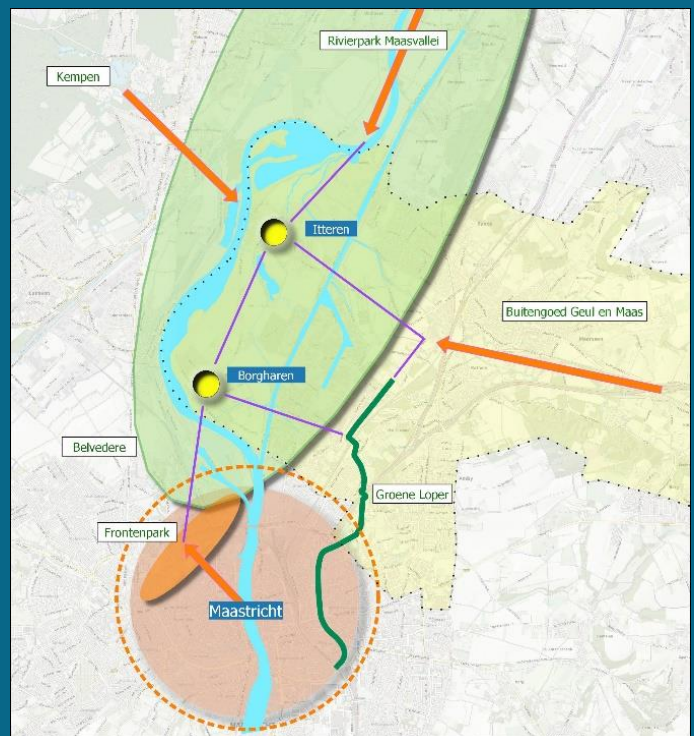 Rivierpark Maasvallei
Kempen
Itteren
Buitengoed Geul en Maas
Borgharen
Belvedere
Groene Loper
Frontenpark
Maastricht